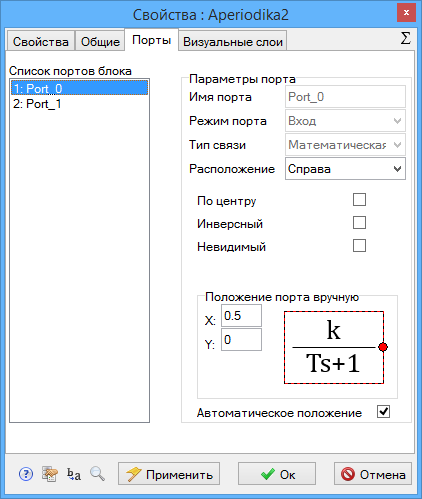 Свойства : Aperiodika2
x
Свойства Общие Порты Визуальные слои Σ
Список портов блока
1: Port_0
2: Port_1
Параметры порта
Имя порта Port_0
Режим порта Вход
Тип связи Математическая
Расположение Справа
По центру
Инверсный
Невидимый
Положение порта вручную
X: 0.5
Y: 0
k
Ts+1
Автоматическое положение
? b a Применить Ок Отмена